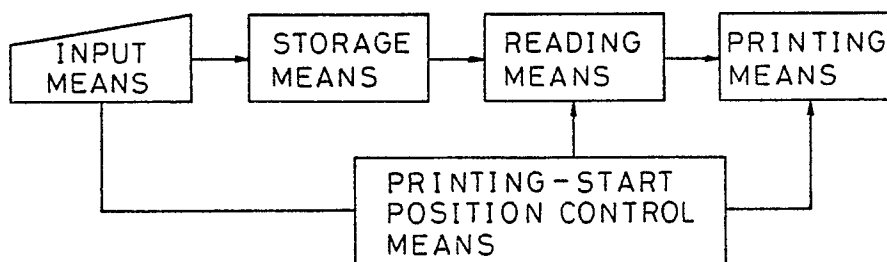 INPUT
MEANS
STORAGE
MEANS
READING
MEANS
PRINTING
MEANS
PRINTING-START
POSITION CONTROL
MEANS